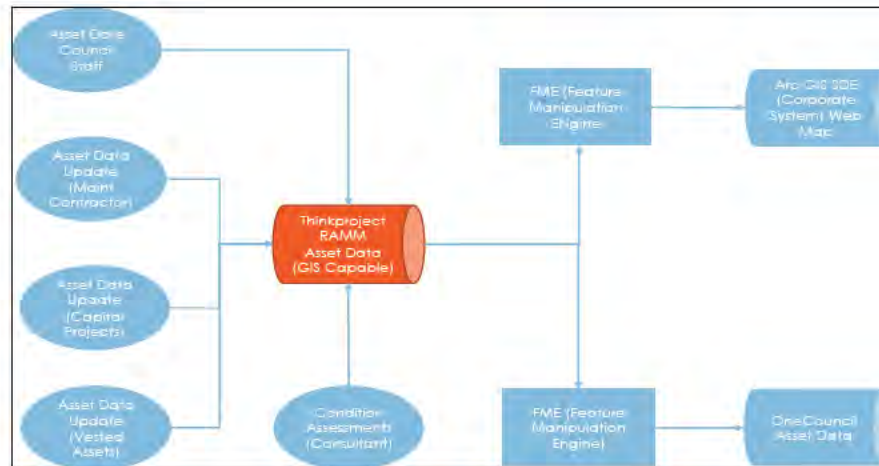 Asset Data
Council
Staff
Asset Data
Update
(Maint
Contractor)
Asset Data
Update
(Capital
Projects)
Asset Data
Update
(Vested
Assets)
Thinkproject
RAMM
Asset Data
(GIS Capable)
Condition
Assessments
(Consultant)
FME (Feature
Manipulation
ENgine)
Arc GIS SDE
(Corporate
System) Web
Map
FME (Feature
Manipulation
Engine)
OneCouncil
Asset Data